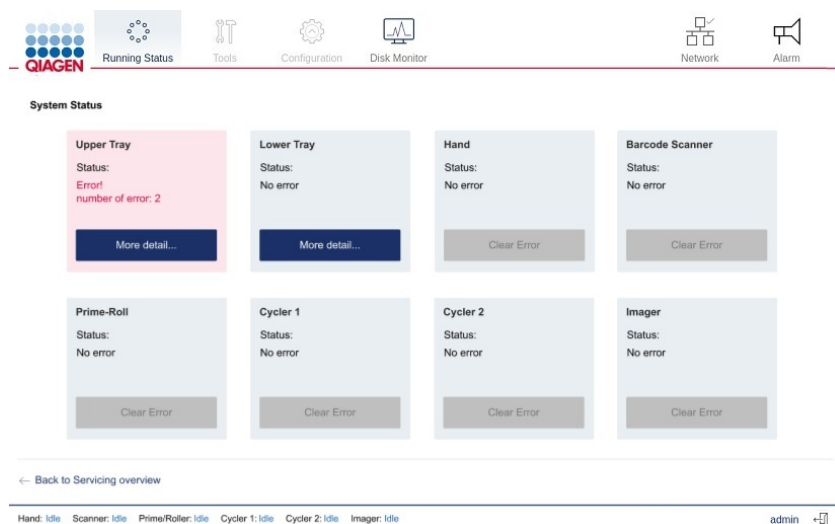 QIAGEN
Running Status
Tools
Configuration
Disk Monitor
Network
Alarm
System Status
Upper Tray
Status:
Error!
number of error: 2
More detail...
Lower Tray
Status:
No error
More detail...
Hand
Status:
No error
Clear Error
Barcode Scanner
Status:
No error
Clear Error
Prime-Roll
Status:
No error
Clear Error
Cycler 1
Status:
No error
Clear Error
Cycler 2
Status:
No error
Clear Error
Imager
Status:
No error
Clear Error
← Back to Servicing overview
Hand: Idle Scanner: Idle Prime/Roller: Idle Cycler 1: Idle Cycler 2: Idle Imager: Idle
admin